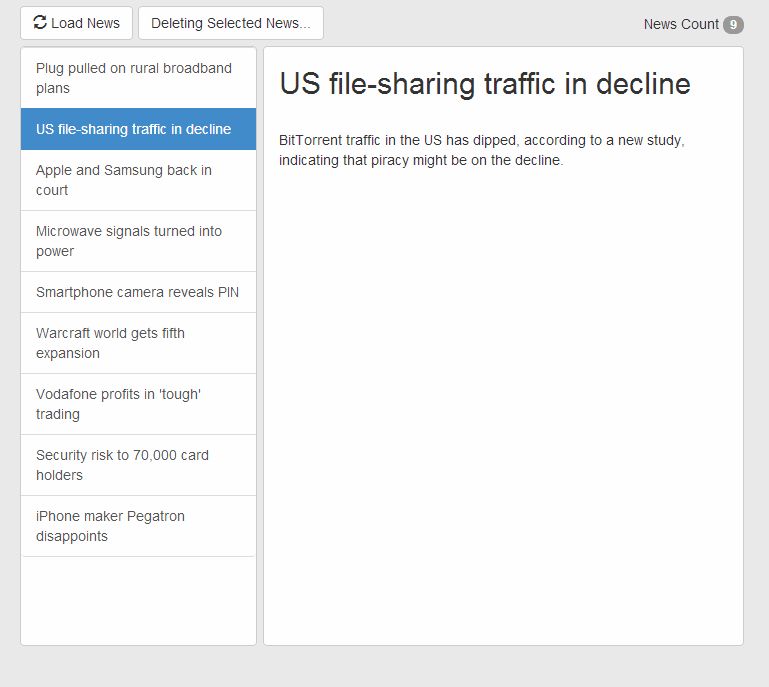 Load News
Deleting Selected News...
News Count 9
Plug pulled on rural broadband
plans
US file-sharing traffic in decline
Apple and Samsung back in
court
Microwave signals turned into
power
Smartphone camera reveals PIN
Warcraft world gets fifth
expansion
Vodafone profits in 'tough'
trading
Security risk to 70,000 card
holders
iPhone maker Pegatron
disappoints
US file-sharing traffic in decline
BitTorrent traffic in the US has dipped, according to a new study,
indicating that piracy might be on the decline.